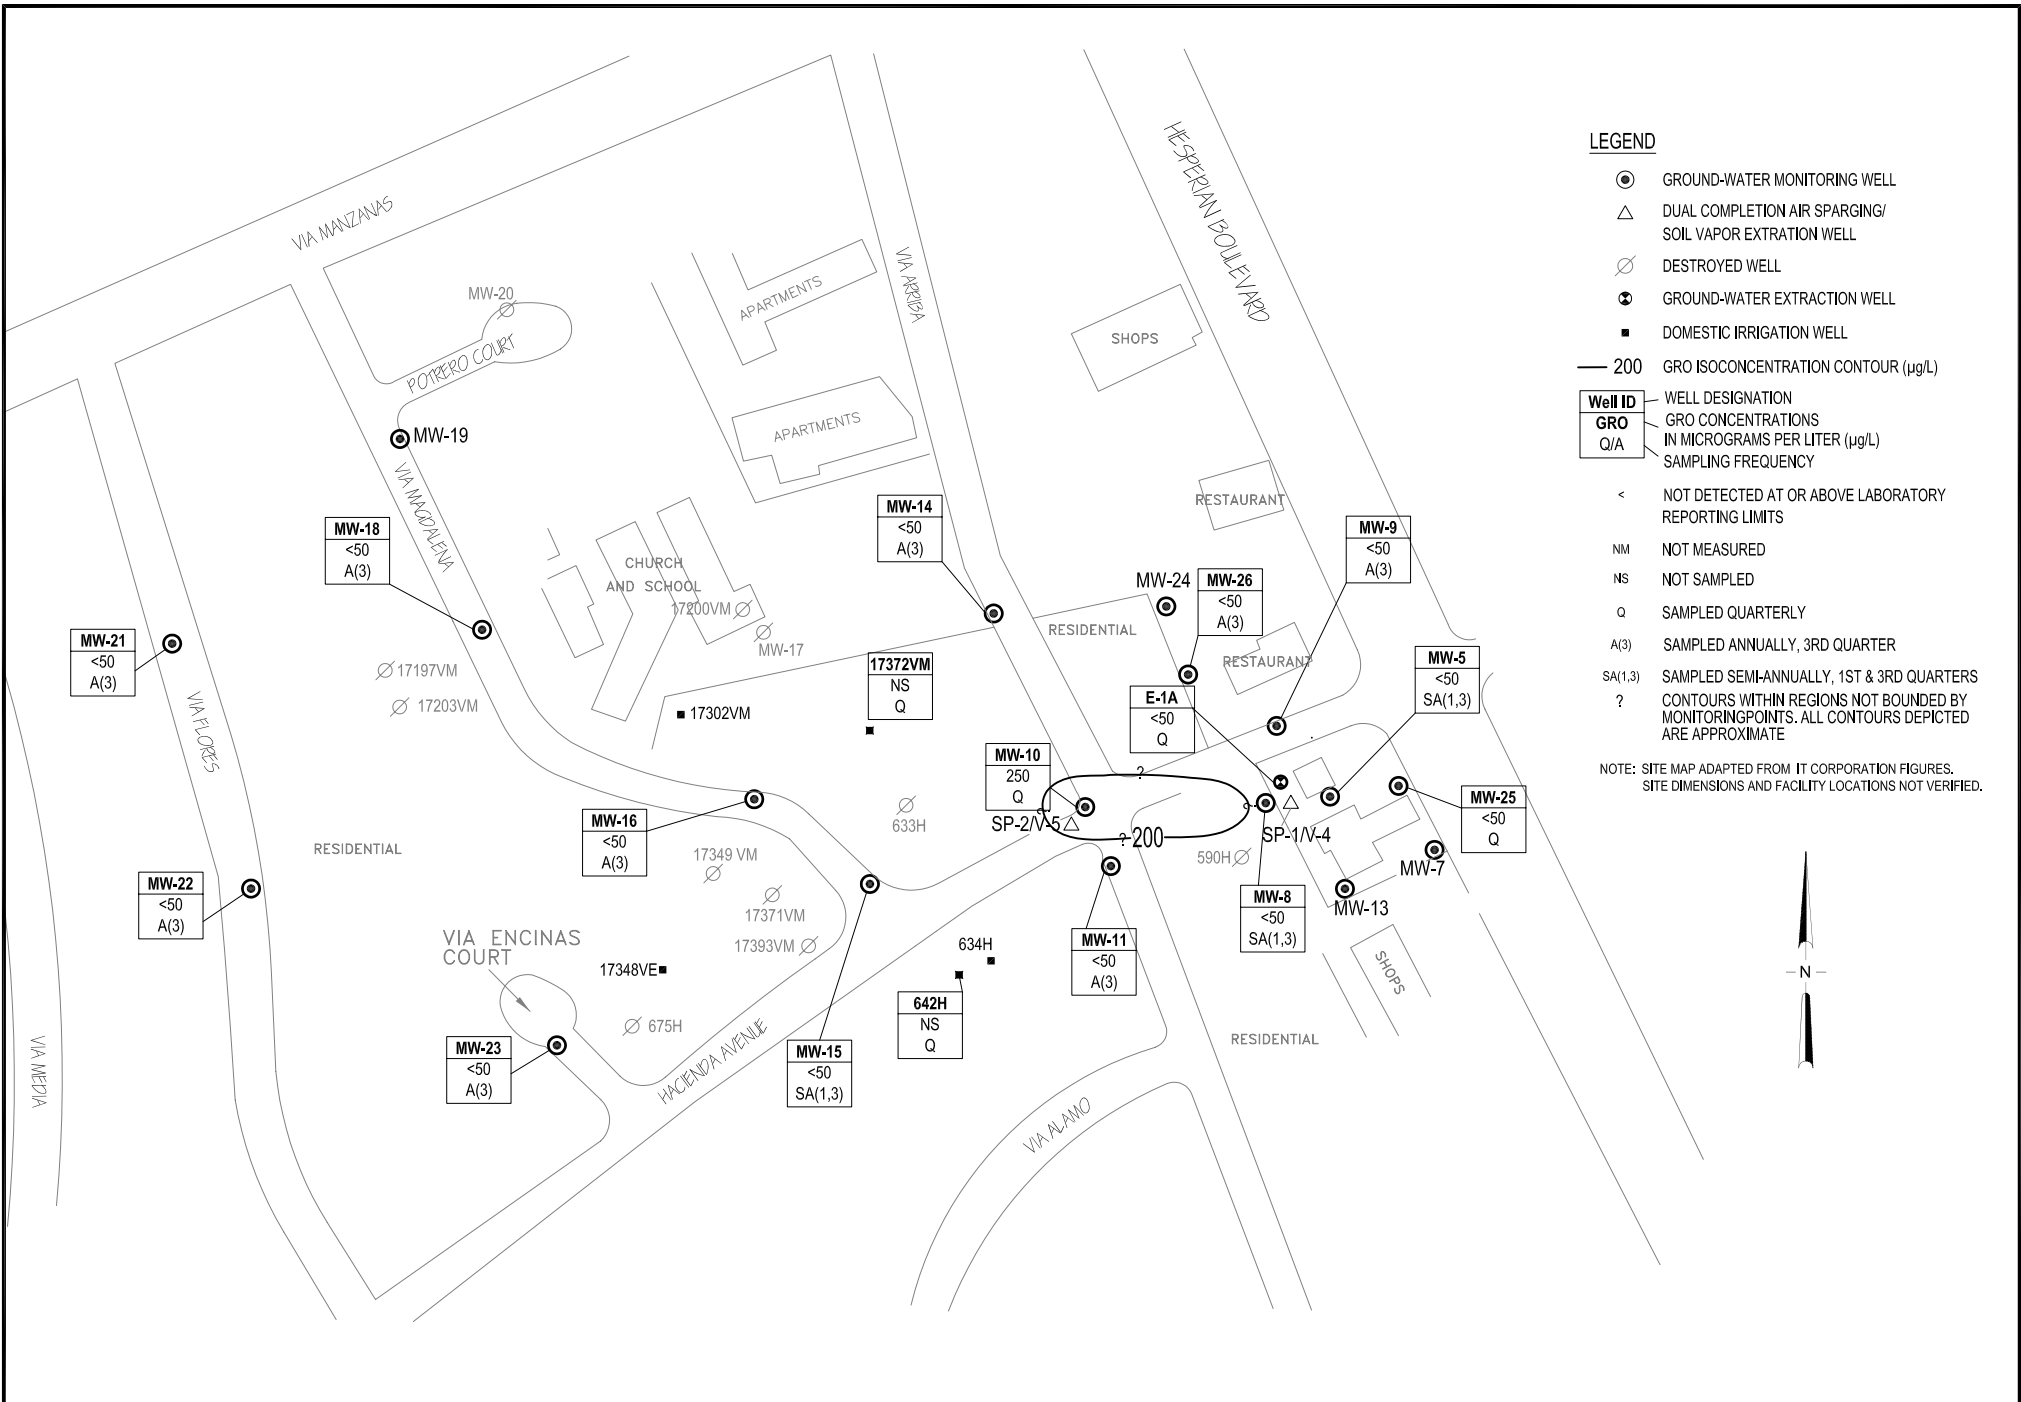 VIA MANZANAS
HESPERIAN BOULEVARD
VIA ARRIBA
MW-20
POTRERO COURT
APARTMENTS
SHOPS
APARTMENTS
MW-19
VIA MAGDALENA
RESTAURANT
MW-18
<50
A(3)
MW-14
<50
A(3)
MW-9
<50
A(3)
CHURCH
AND SCHOOL
17200VM
MW-17
MW-24
MW-26
<50
A(3)
RESIDENTIAL
RESTAURANT
MW-21
<50
A(3)
17197VM
17203VM
VIA FLORES
17372VM
NS
Q
17302VM
MW-5
<50
SA(1,3)
E-1A
<50
Q
MW-10
250
Q
SP-2/V-5
?
?
?
?
200
SP-1/V-4
MW-25
<50
Q
MW-7
MW-13
590H
633H
MW-16
<50
A(3)
RESIDENTIAL
17349 VM
17371VM
17393VM
MW-22
<50
A(3)
VIA ENCINAS
COURT
17348VE
675H
634H
642H
NS
Q
MW-11
<50
A(3)
MW-8
<50
SA(1,3)
SHOPS
MW-23
<50
A(3)
MW-15
<50
SA(1,3)
HACIENDA AVENUE
RESIDENTIAL
VIA MEDIA
VIA ALAMO
LEGEND
GROUND-WATER MONITORING WELL
DUAL COMPLETION AIR SPARGING/
SOIL VAPOR EXTRATION WELL
DESTROYED WELL
GROUND-WATER EXTRACTION WELL
DOMESTIC IRRIGATION WELL
200 GRO ISOCONCENTRATION CONTOUR (µg/L)
Well ID WELL DESIGNATION
GRO GRO CONCENTRATIONS
IN MICROGRAMS PER LITER (µg/L)
Q/A SAMPLING FREQUENCY
< NOT DETECTED AT OR ABOVE LABORATORY
REPORTING LIMITS
NM NOT MEASURED
NS NOT SAMPLED
Q SAMPLED QUARTERLY
A(3) SAMPLED ANNUALLY, 3RD QUARTER
SA(1,3) SAMPLED SEMI-ANNUALLY, 1ST & 3RD QUARTERS
? CONTOURS WITHIN REGIONS NOT BOUNDED BY
MONITORINGPOINTS. ALL CONTOURS DEPICTED
ARE APPROXIMATE
NOTE: SITE MAP ADAPTED FROM IT CORPORATION FIGURES.
SITE DIMENSIONS AND FACILITY LOCATIONS NOT VERIFIED.
N